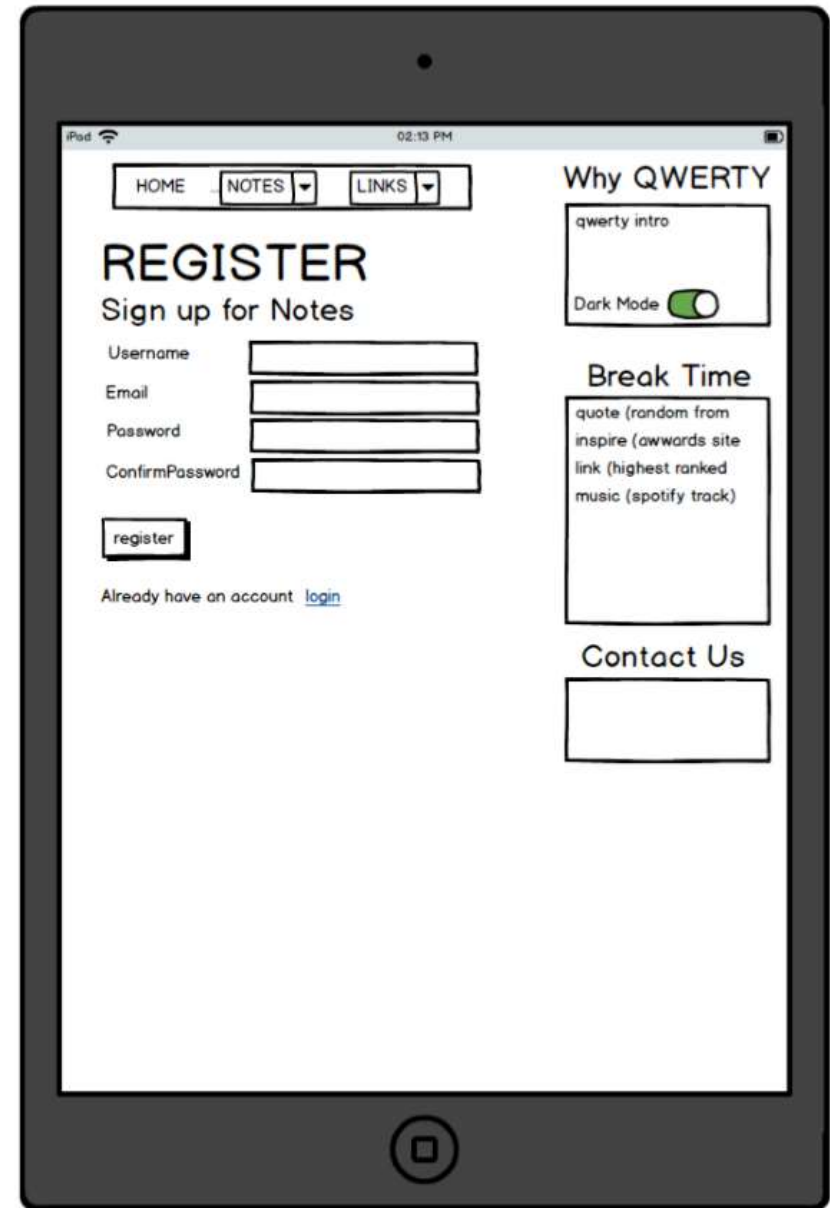 iPad
02:13 PM
HOME
NOTES
LINKS
REGISTER
Sign up for Notes
Username
Email
Password
ConfirmPassword
register
Already have an account login
Why QWERTY
qwerty intro
Dark Mode
Break Time
quote (random from
inspire (awwards site
link (highest ranked
music (spotify track)
Contact Us